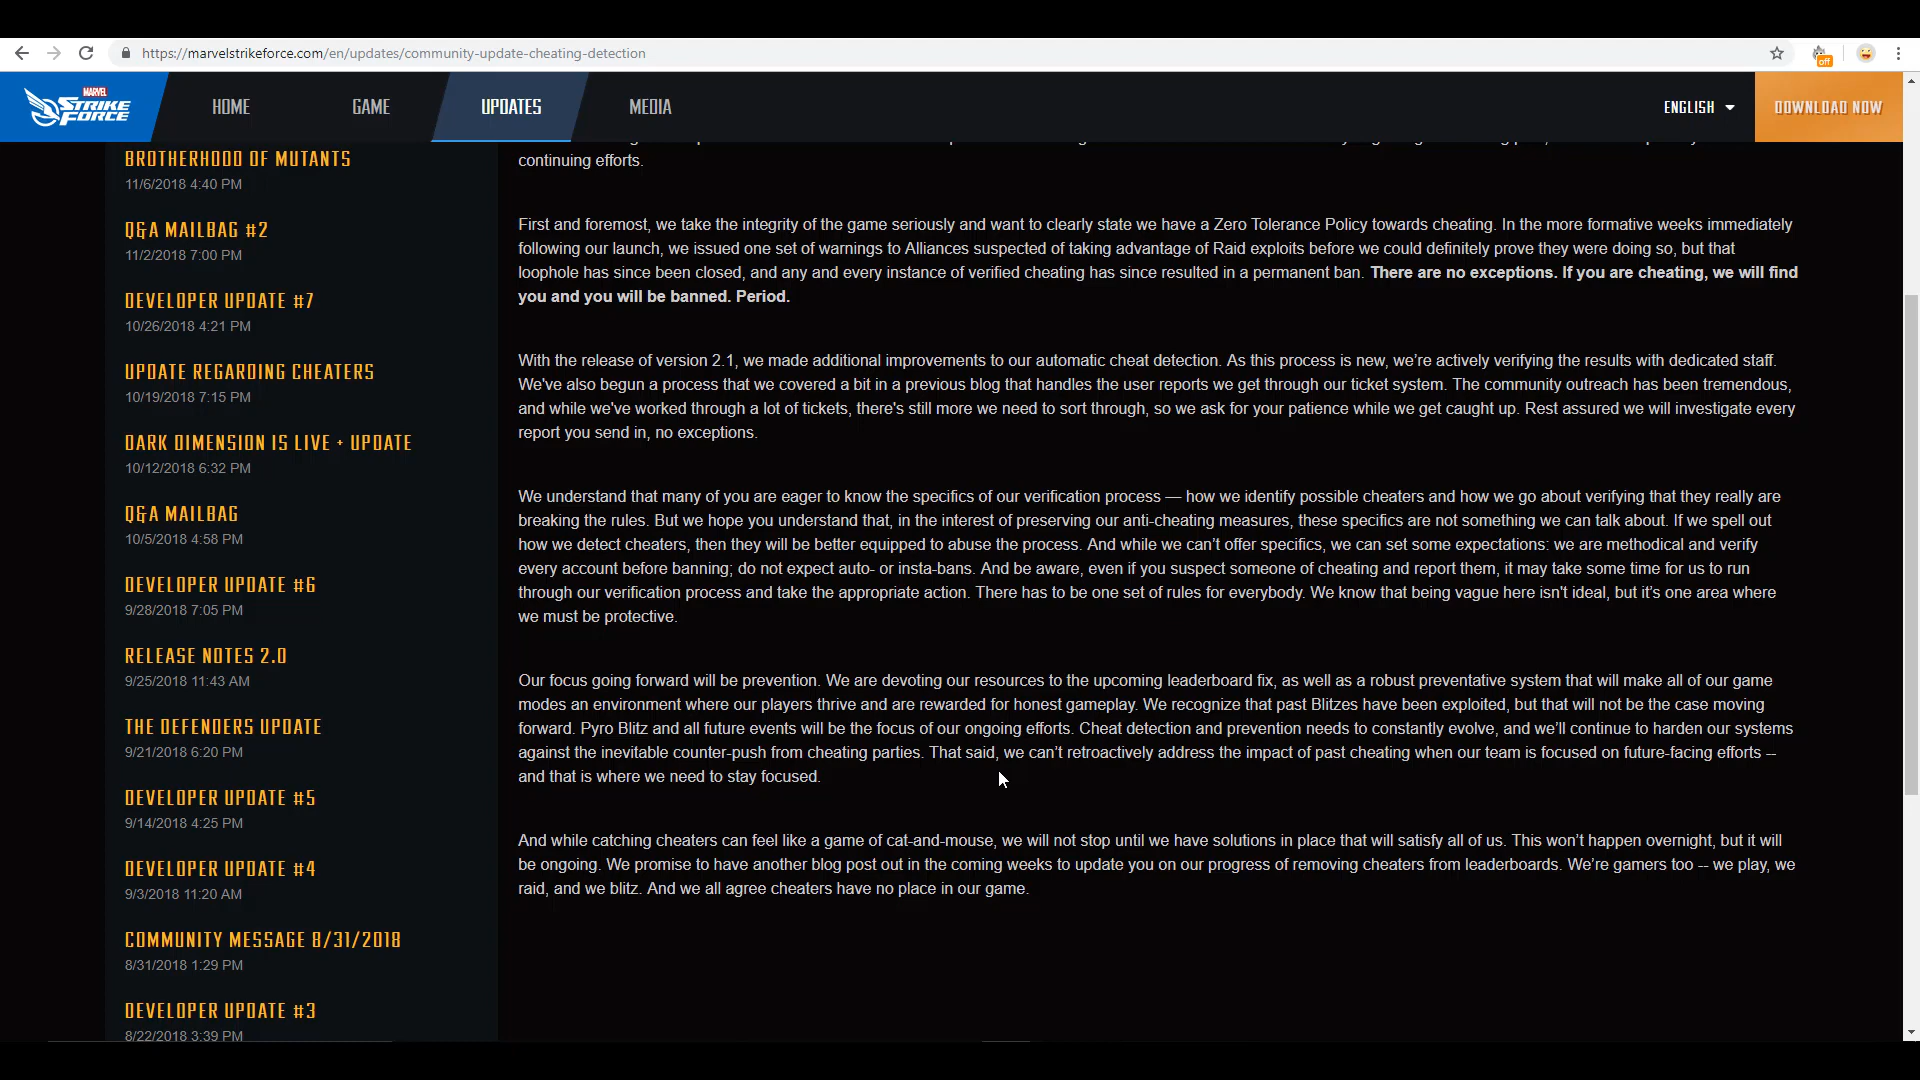 https://marvelstrikeforce.com/en/updates/community-update-cheating-detection
off
MARVEL
STRIKE
FORCE
HOME
GAME
UPDATES
MEDIA
ENGLISH
DOWNLOAD NOW
BROTHERHOOD OF MUTANTS
11/6/2018 4:40 PM
Q&A MAILBAG #2
11/2/2018 7:00 PM
DEVELOPER UPDATE #7
10/26/2018 4:21 PM
UPDATE REGARDING CHEATERS
10/19/2018 7:15 PM
DARK DIMENSION IS LIVE + UPDATE
10/12/2018 6:32 PM
Q&A MAILBAG
10/5/2018 4:58 PM
DEVELOPER UPDATE #6
9/28/2018 7:05 PM
RELEASE NOTES 2.0
9/25/2018 11:43 AM
THE DEFENDERS UPDATE
9/21/2018 6:20 PM
DEVELOPER UPDATE #5
9/14/2018 4:25 PM
DEVELOPER UPDATE #4
9/3/2018 11:20 AM
COMMUNITY MESSAGE 8/31/2018
8/31/2018 1:29 PM
DEVELOPER UPDATE #3
8/22/2018 3:39 PM
continuing efforts.
First and foremost, we take the integrity of the game seriously and want to clearly state we have a Zero Tolerance Policy towards cheating. In the more formative weeks immediately
following our launch, we issued one set of warnings to Alliances suspected of taking advantage of Raid exploits before we could definitely prove they were doing so, but that
loophole has since been closed, and any and every instance of verified cheating has since resulted in a permanent ban. There are no exceptions. If you are cheating, we will find
you and you will be banned. Period.
With the release of version 2.1, we made additional improvements to our automatic cheat detection. As this process is new, we're actively verifying the results with dedicated staff.
We've also begun a process that we covered a bit in a previous blog that handles the user reports we get through our ticket system. The community outreach has been tremendous,
and while we've worked through a lot of tickets, there's still more we need to sort through, so we ask for your patience while we get caught up. Rest assured we will investigate every
report you send in, no exceptions.
We understand that many of you are eager to know the specifics of our verification process — how we identify possible cheaters and how we go about verifying that they really are
breaking the rules. But we hope you understand that, in the interest of preserving our anti-cheating measures, these specifics are not something we can talk about. If we spell out
how we detect cheaters, then they will be better equipped to abuse the process. And while we can't offer specifics, we can set some expectations: we are methodical and verify
every account before banning; do not expect auto- or insta-bans. And be aware, even if you suspect someone of cheating and report them, it may take some time for us to run
through our verification process and take the appropriate action. There has to be one set of rules for everybody. We know that being vague here isn't ideal, but it's one area where
we must be protective.
Our focus going forward will be prevention. We are devoting our resources to the upcoming leaderboard fix, as well as a robust preventative system that will make all of our game
modes an environment where our players thrive and are rewarded for honest gameplay. We recognize that past Blitzes have been exploited, but that will not be the case moving
forward. Pyro Blitz and all future events will be the focus of our ongoing efforts. Cheat detection and prevention needs to constantly evolve, and we'll continue to harden our systems
against the inevitable counter-push from cheating parties. That said, we can't retroactively address the impact of past cheating when our team is focused on future-facing efforts --
and that is where we need to stay focused.
And while catching cheaters can feel like a game of cat-and-mouse, we will not stop until we have solutions in place that will satisfy all of us. This won't happen overnight, but it will
be ongoing. We promise to have another blog post out in the coming weeks to update you on our progress of removing cheaters from leaderboards. We're gamers too -- we play, we
raid, and we blitz. And we all agree cheaters have no place in our game.